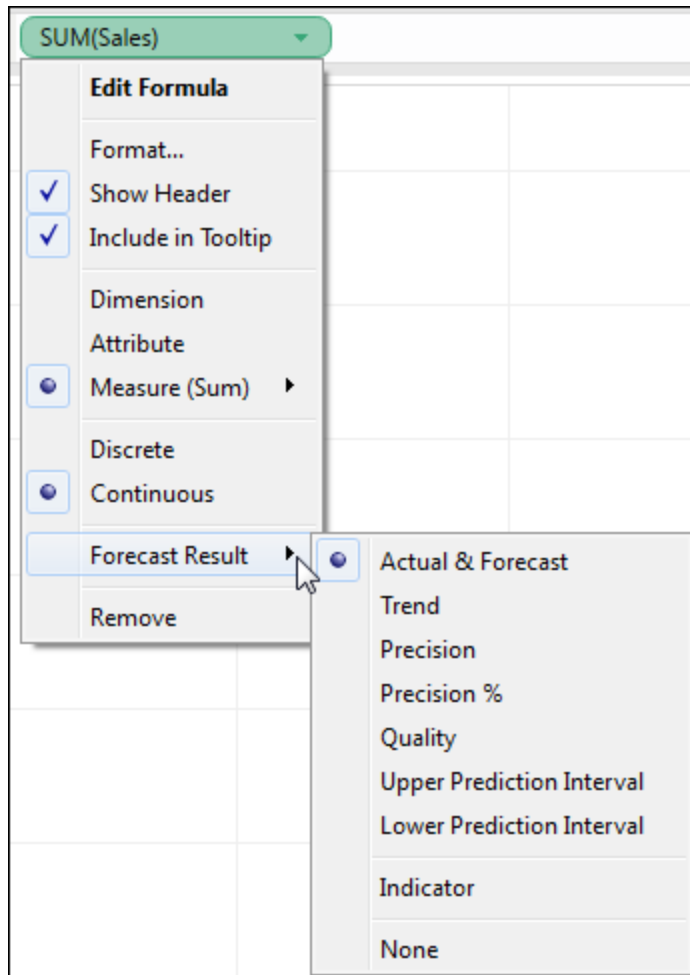 SUM(Sales)
Edit Formula
Format...
Show Header
Include in Tooltip
Dimension
Attribute
Measure (Sum)
Discrete
Continuous
Forecast Result
Remove
Actual & Forecast
Trend
Precision
Precision %
Quality
Upper Prediction Interval
Lower Prediction Interval
Indicator
None